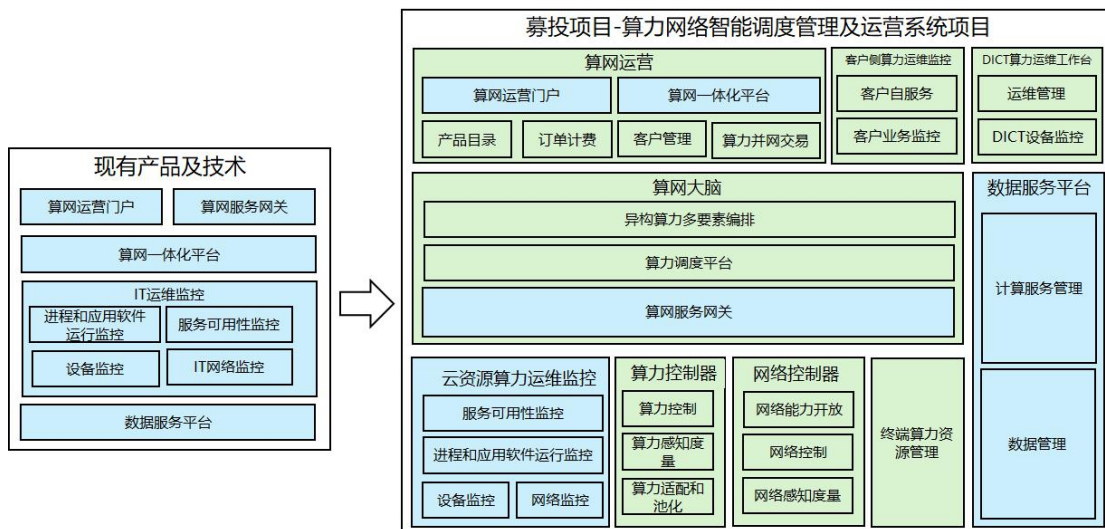 现有产品及技术
算网运营门户
算网服务网关
算网一体化平台
IT运维监控
进程和应用软件
运行监控
服务可用性监控
设备监控
IT网络监控
数据服务平台
募投项目-算力网络智能调度管理及运营系统项目
算网运营
算网运营门户
算网一体化平台
产品目录
订单计费
客户管理
算力并网交易
客户侧算力运维监控
客户自服务
客户业务监控
DICT算力运维工作台
运维管理
DICT设备监控
算网大脑
异构算力多要素编排
算力调度平台
算网服务网关
数据服务平台
计算服务管理
数据管理
云资源算力运维监控
服务可用性监控
进程和应用软件运行监控
设备监控
网络监控
算力控制器
算力控制
算力感知度
量
算力适配和
池化
网络控制器
网络能力开放
网络控制
网络感知度量
终端算力资
源管理